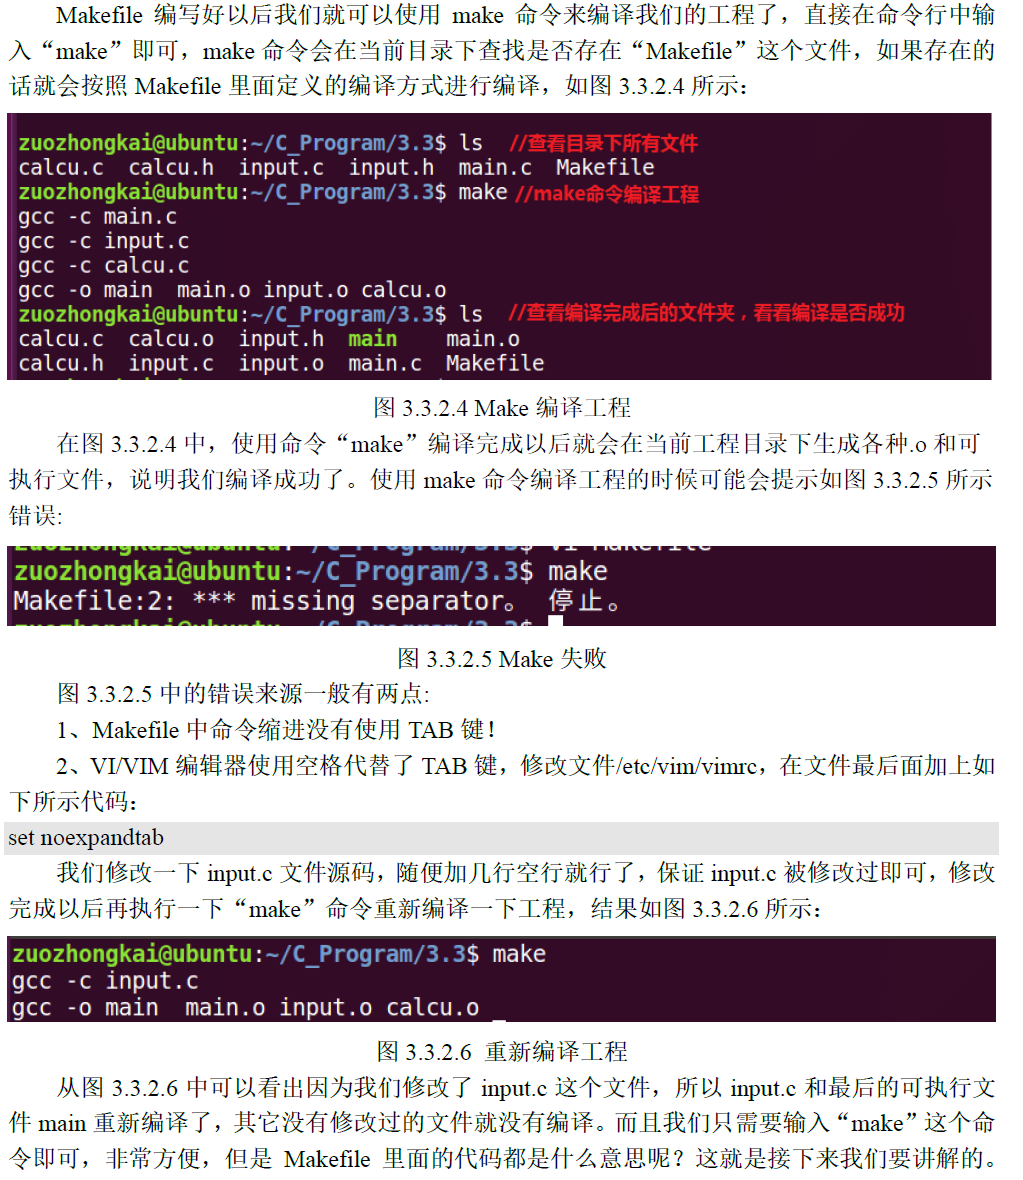 Makefile 编写好以后我们就可以使用 make 命令来编译我们的工程了，直接在命令行中输
入“make”即可，make 命令会在当前目录下查找是否存在“Makefile”这个文件，如果存在的
话就会按照 Makefile 里面定义的编译方式进行编译，如图 3.3.2.4 所示：
zuozhongkai@ubuntu:~/C_Program/3.3$ ls //查看目录下所有文件
calcu.c calcu.h input.c input.h main.c Makefile
zuozhongkai@ubuntu:~/C_Program/3.3$ make //make命令编译工程
gcc -c main.c
gcc -c input.c
gcc -c calcu.c
gcc -o main main.o input.o calcu.o
zuozhongkai@ubuntu:~/C_Program/3.3$ ls //查看编译完成后的文件夹，看看编译是否成功
calcu.c calcu.o input.h main main.o
calcu.h input.c input.o main.c Makefile
图 3.3.2.4 Make 编译工程
在图 3.3.2.4 中，使用命令“make”编译完成以后就会在当前工程目录下生成各种.o 和可
执行文件，说明我们编译成功了。使用 make 命令编译工程的时候可能会提示如图 3.3.2.5 所示
错误:
zuozhongkai@ubuntu:~/C_Program/3.3$ make
Makefile:2: *** missing separator。 停止。
图 3.3.2.5 Make 失败
图 3.3.2.5 中的错误来源一般有两点:
1、Makefile 中命令缩进没有使用 TAB 键！
2、VI/VIM 编辑器使用空格代替了 TAB 键，修改文件/etc/vim/vimrc，在文件最后面加上如
下所示代码：
set noexpandtab
我们修改一下 input.c 文件源码，随便加几行空行就行了，保证 input.c 被修改过即可，修改
完成以后再执行一下“make”命令重新编译一下工程，结果如图 3.3.2.6 所示：
zuozhongkai@ubuntu:~/C_Program/3.3$ make
gcc -c input.c
gcc -o main main.o input.o calcu.o
图 3.3.2.6 重新编译工程
从图 3.3.2.6 中可以看出因为我们修改了 input.c 这个文件，所以 input.c 和最后的可执行文
件 main 重新编译了，其它没有修改过的文件就没有编译。而且我们只需要输入“make”这个命
令即可，非常方便，但是 Makefile 里面的代码都是什么意思呢？这就是接下来我们要讲解的。